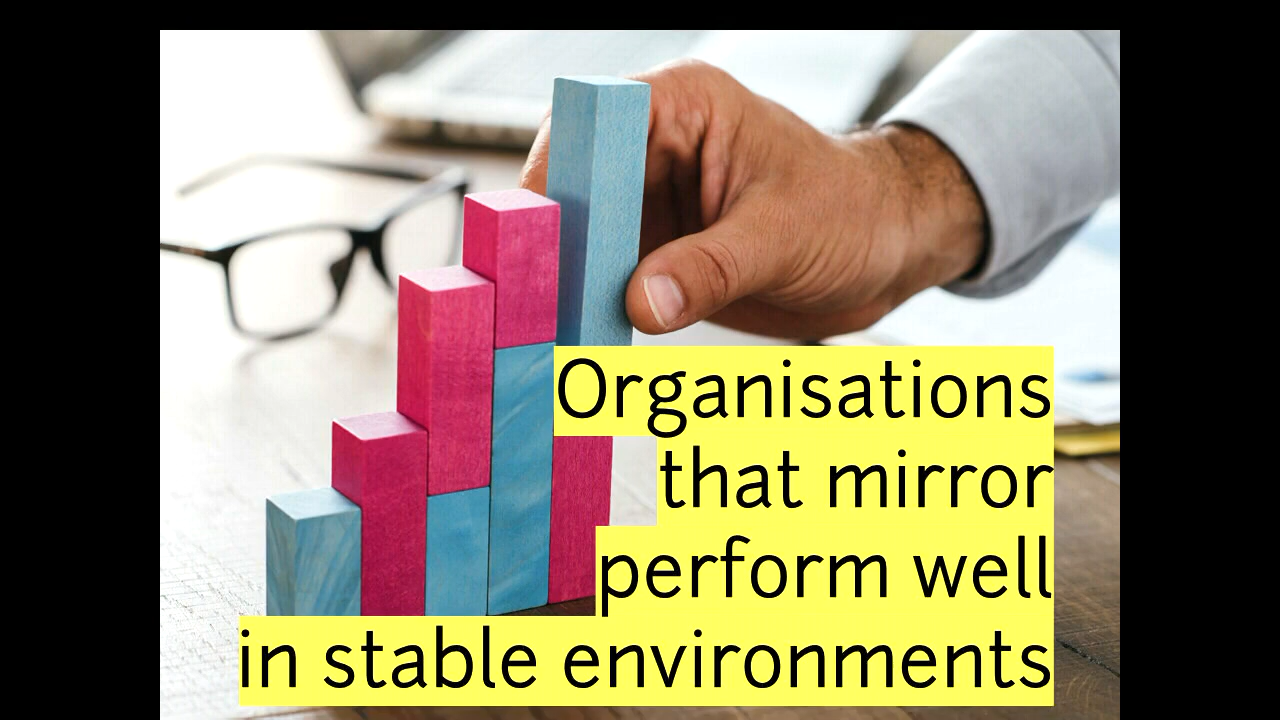 Organisations
that mirror
perform well
in stable environments